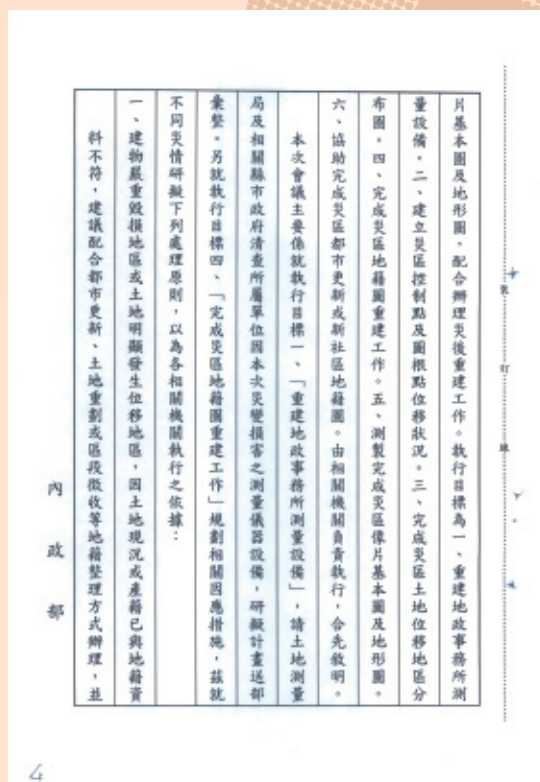 片基本圖及地形圖，配合辦理災後重建工作。執行目標為一、重建地政事務所測
量設備。二、建立災區控制點及圖根點位移狀況。三、完成災區土地位移地區分
布圖。四、完成災區地籍圖重建工作。五、測製完成災區像片基本圖及地形圖。
六、協助完成災區都市更新或新社區地籍圖。由相關機關負責執行，合先敘明。
本次會議主要係就執行目標一、「重建地政事務所測量設備」，請土地測量
局及相關縣市政府清查所屬單位因本次災變損害之測量儀器設備，研擬計畫送部
彙整。另就執行目標四、「完成災區地籍圖重建工作」規劃相關因應措施，茲就
不同災情研擬下列處理原則，以為各相關機關執行之依據：
一、建物嚴重毀損地區或土地明顯發生位移地區，因土地現況或產籍已與地籍資
料不符，建議配合都市更新、土地重劃或區段徵收等地籍整理方式辦理，並
內政部
裝訂線
4